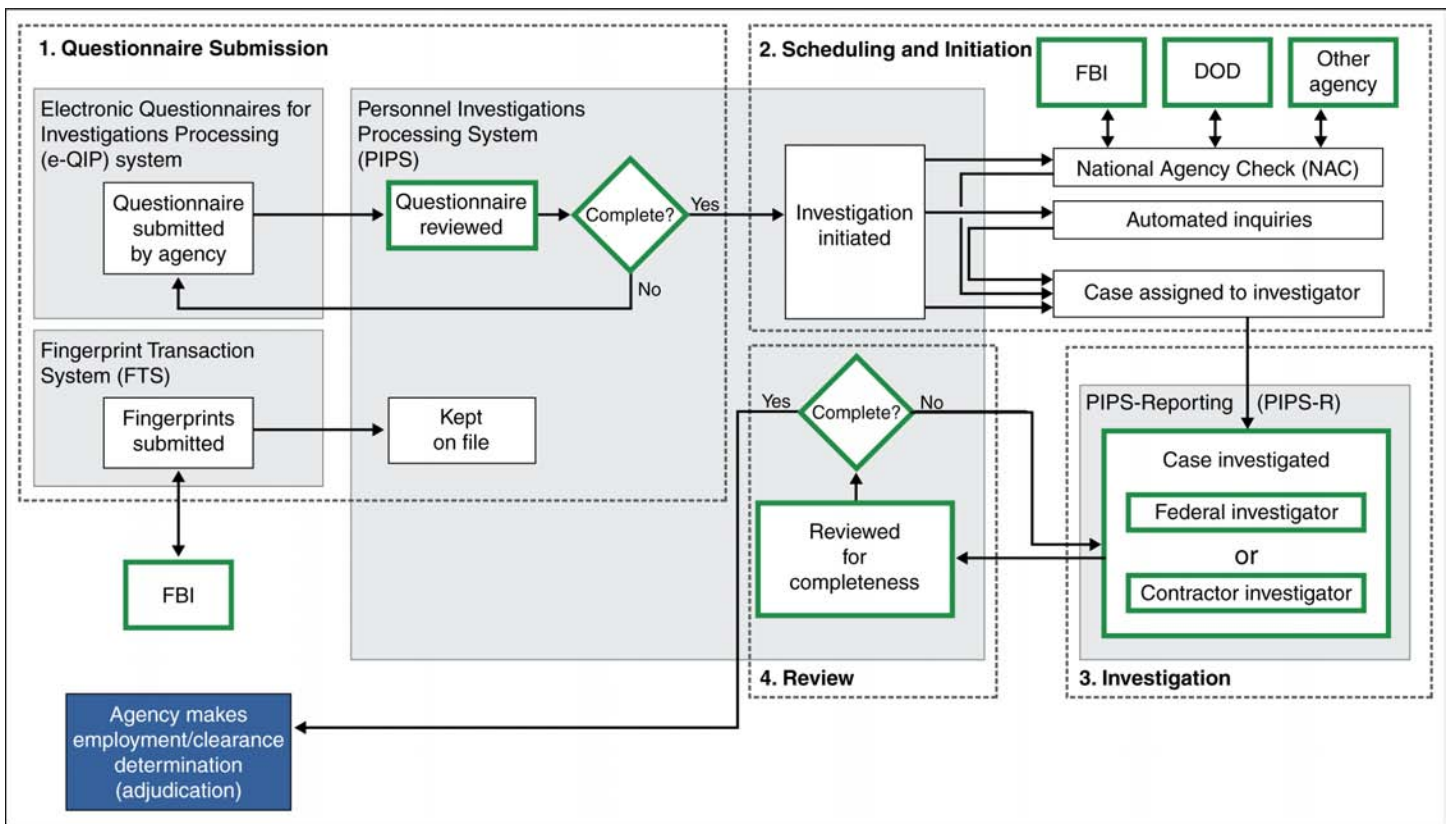 1. Questionnaire Submission
Electronic Questionnaires for
Investigations Processing
(e-QIP) system
Questionnaire
submitted
by agency
Personnel Investigations
Processing System
(PIPS)
Questionnaire
reviewed
Complete?
Yes
No
Fingerprint Transaction
System (FTS)
Fingerprints
submitted
Kept
on file
FBI
2. Scheduling and Initiation
FBI
DOD
Other
agency
Investigation
initiated
National Agency Check (NAC)
Automated inquiries
Case assigned to investigator
PIPS-Reporting (PIPS-R)
Case investigated
Federal investigator
or
Contractor investigator
3. Investigation
Yes
Complete?
No
Reviewed
for
completeness
4. Review
Agency makes
employment/clearance
determination
(adjudication)